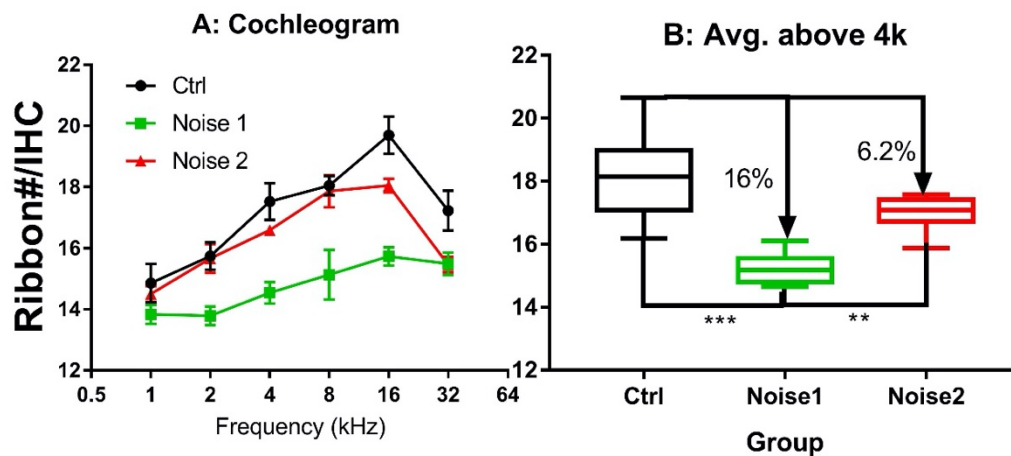 A: Cochleogram
Ribbon#/IHC
22
20
18
16
14
12
Ctrl
Noise 1
Noise 2
0.5 1 2 4 8 16 32 64
Frequency (kHz)
B: Avg. above 4k
22
20
18
16
14
12
16%
6.2%
***
**
Ctrl Noise1 Noise2
Group